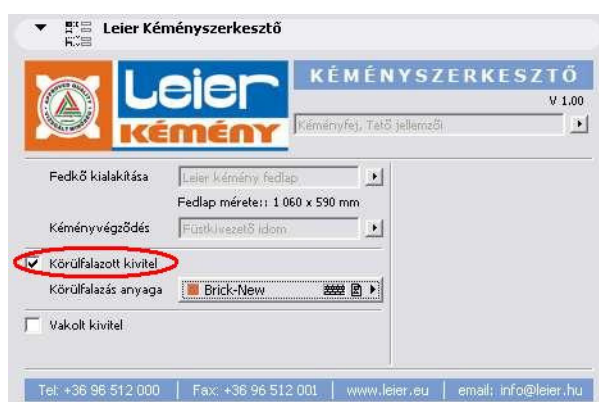 Leier Kéményszerkesztő
Leier
KÉMÉNY
KÉMÉNYSZERKESZTŐ
V 1.00
Kéményfej, Tető jellemzői
Fedkő kialakítása
Leier kémény fedlap
Fedlap mérete:: 1 060 x 590 mm
Kéményvégződés
Füstkivezető idom
Körülfalazott kivitel
Körülfalazás anyaga
Brick-New
Vakolt kivitel
Tel: +36 96 512 000 | Fax: +36 96 512 001 | www.leier.eu | email: info@leier.hu